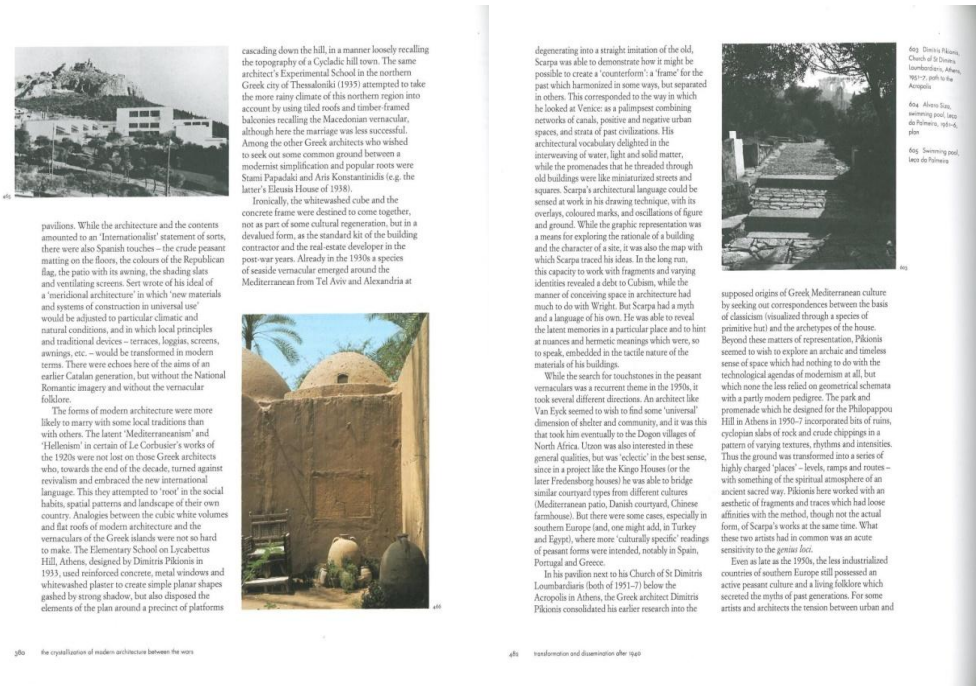 465
pavilions. While the architecture and the contents
amounted to an 'Internationalist' statement of sorts,
there were also Spanish touches – the crude peasant
matting on the floors, the colours of the Republican
flag, the patio with its awning, the shading slats
and ventilating screens. Sert wrote of his ideal of
a 'meridional architecture' in which 'new materials
and systems of construction in universal use'
would be adjusted to particular climatic and
natural conditions, and in which local principles
and traditional devices – terraces, loggias, screens,
awnings, etc. – would be transformed in modern
terms. There were echoes here of the aims of an
earlier Catalan generation, but without the National
Romantic imagery and without the vernacular
folklore.
The forms of modern architecture were more
likely to marry with some local traditions than
with others. The latent 'Mediterraneanism' and
'Hellenism' in certain of Le Corbusier's works of
the 1920s were not lost on those Greek architects
who, towards the end of the decade, turned against
revivalism and embraced the new international
language. This they attempted to 'root' in the social
habits, spatial patterns and landscape of their own
country. Analogies between the cubic white volumes
and flat roofs of modern architecture and the
vernaculars of the Greek islands were not so hard
to make. The Elementary School on Lycabettus
Hill, Athens, designed by Dimitris Pikionis in
1933, used reinforced concrete, metal windows and
whitewashed plaster to create simple planar shapes
gashed by strong shadow, but also disposed the
elements of the plan around a precinct of platforms
cascading down the hill, in a manner loosely recalling
the topography of a Cycladic hill town. The same
architect's Experimental School in the northern
Greek city of Thessaloniki (1935) attempted to take
the more rainy climate of this northern region into
account by using tiled roofs and timber-framed
balconies recalling the Macedonian vernacular,
although here the marriage was less successful.
Among the other Greek architects who wished
to seek out some common ground between a
modernist simplification and popular roots were
Stami Papadaki and Aris Konstantinidis (e.g. the
latter's Eleusis House of 1938).
Ironically, the whitewashed cube and the
concrete frame were destined to come together,
not as part of some cultural regeneration, but in a
devalued form, as the standard kit of the building
contractor and the real-estate developer in the
post-war years. Already in the 1930s a species
of seaside vernacular emerged around the
Mediterranean from Tel Aviv and Alexandria at
466
380 the crystallization of modern architecture between the wars
degenerating into a straight imitation of the old,
Scarpa was able to demonstrate how it might be
possible to create a 'counterform': a 'frame' for the
past which harmonized in some ways, but separated
in others. This corresponded to the way in which
he looked at Venice: as a palimpsest combining
networks of canals, positive and negative urban
spaces, and strata of past civilizations. His
architectural vocabulary delighted in the
interweaving of water, light and solid matter,
while the promenades that he threaded through
old buildings were like miniaturized streets and
squares. Scarpa's architectural language could be
sensed at work in his drawing technique, with its
overlays, coloured marks, and oscillations of figure
and ground. While the graphic representation was
a means for exploring the rationale of a building
and the character of a site, it was also the map with
which Scarpa traced his ideas. In the long run,
this capacity to work with fragments and varying
identities revealed a debt to Cubism, while the
manner of conceiving space in architecture had
much to do with Wright. But Scarpa had a myth
and a language of his own. He was able to reveal
the latent memories in a particular place and to hint
at nuances and hermetic meanings which were, so
to speak, embedded in the tactile nature of the
materials of his buildings.
While the search for touchstones in the peasant
vernaculars was a recurrent theme in the 1950s, it
took several different directions. An architect like
Van Eyck seemed to wish to find some 'universal'
dimension of shelter and community, and it was this
that took him eventually to the Dogon villages of
North Africa. Utzon was also interested in these
general qualities, but was 'eclectic' in the best sense,
since in a project like the Kingo Houses (or the
later Fredensborg houses) he was able to bridge
similar courtyard types from different cultures
(Mediterranean patio, Danish courtyard, Chinese
farmhouse). But there were some cases, especially in
southern Europe (and, one might add, in Turkey
and Egypt), where more 'culturally specific' readings
of peasant forms were intended, notably in Spain,
Portugal and Greece.
In his pavilion next to his Church of St Dimitris
Loumbardiaris (both of 1951–7) below the
Acropolis in Athens, the Greek architect Dimitris
Pikionis consolidated his earlier research into the
603 Dimitris Pikionis,
Church of St Dimitris
Loumbardiaris, Athens,
1951–7, path to the
Acropolis
604 Alvaro Siza,
swimming pool, Leça
da Palmeira, 1961–6,
plan
605 Swimming pool,
Leça da Palmeira
603
supposed origins of Greek Mediterranean culture
by seeking out correspondences between the basis
of classicism (visualized through a species of
primitive hut) and the archetypes of the house.
Beyond these matters of representation, Pikionis
seemed to wish to explore an archaic and timeless
sense of space which had nothing to do with the
technological agendas of modernism at all, but
which none the less relied on geometrical schemata
with a partly modern pedigree. The park and
promenade which he designed for the Philopappou
Hill in Athens in 1950–7 incorporated bits of ruins,
cyclopian slabs of rock and crude chippings in a
pattern of varying textures, rhythms and intensities.
Thus the ground was transformed into a series of
highly charged 'places' – levels, ramps and routes –
with something of the spiritual atmosphere of an
ancient sacred way. Pikionis here worked with an
aesthetic of fragments and traces which had loose
affinities with the method, though not the actual
form, of Scarpa's works at the same time. What
these two artists had in common was an acute
sensitivity to the genius loci.
Even as late as the 1950s, the less industrialized
countries of southern Europe still possessed an
active peasant culture and a living folklore which
secreted the myths of past generations. For some
artists and architects the tension between urban and
482 transformation and dissemination after 1940